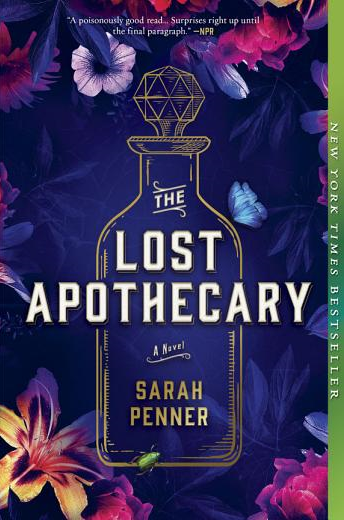 "A poisonously good read... Surprises right up until
the final paragraph." —NPR
THE
LOST
APOTHECARY
A Novel
SARAH
PENNER
NEW YORK TIMES BESTSELLER